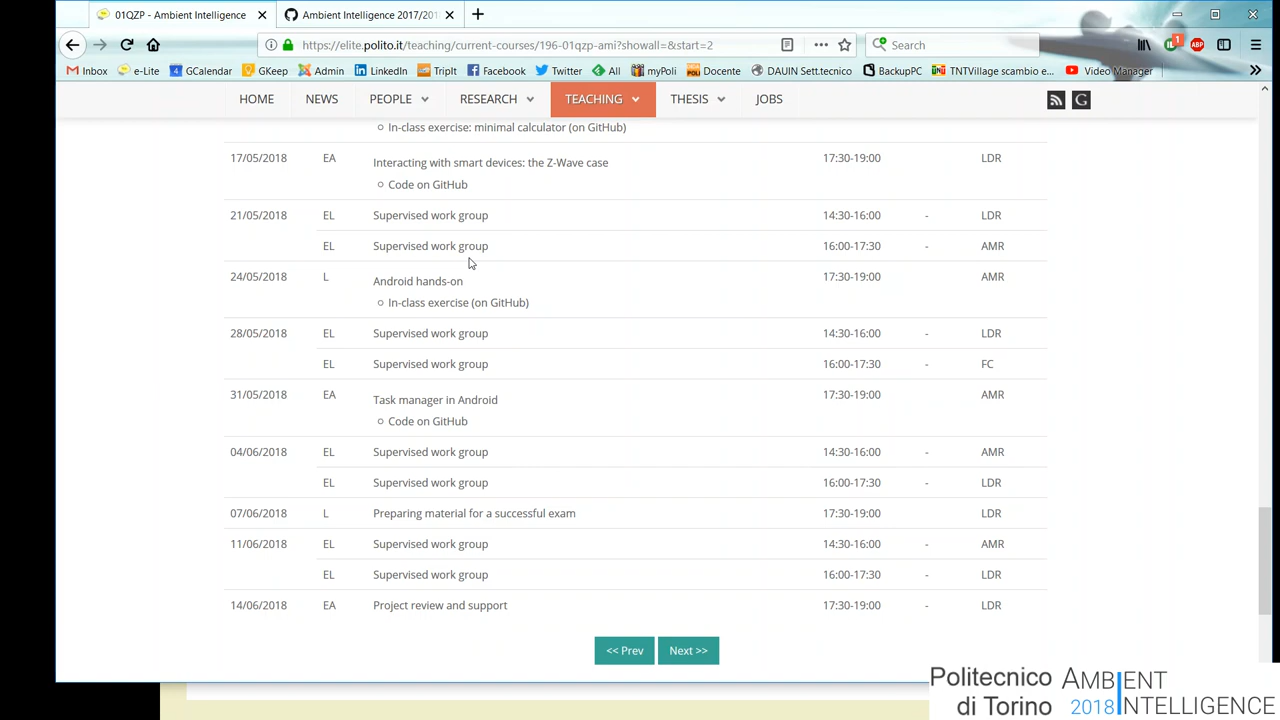 01QZP - Ambient Intelligence
Ambient Intelligence 2017/201
https://elite.polito.it/teaching/current-courses/196-01qzp-ami?showall=&start=2
Search
Inbox e-Lite GCalendar GKeep Admin LinkedIn TripIt Facebook Twitter All myPoli Docente DAUIN Sett.tecnico BackupPC TNTVillage scambio e... Video Manager
HOME NEWS PEOPLE RESEARCH TEACHING THESIS JOBS
In-class exercise: minimal calculator (on GitHub)
17/05/2018 EA Interacting with smart devices: the Z-Wave case 17:30-19:00 LDR
Code on GitHub
21/05/2018 EL Supervised work group 14:30-16:00 - LDR
EL Supervised work group 16:00-17:30 - AMR
24/05/2018 L Android hands-on 17:30-19:00 AMR
In-class exercise (on GitHub)
28/05/2018 EL Supervised work group 14:30-16:00 - LDR
EL Supervised work group 16:00-17:30 - FC
31/05/2018 EA Task manager in Android 17:30-19:00 AMR
Code on GitHub
04/06/2018 EL Supervised work group 14:30-16:00 - AMR
EL Supervised work group 16:00-17:30 - LDR
07/06/2018 L Preparing material for a successful exam 17:30-19:00 LDR
11/06/2018 EL Supervised work group 14:30-16:00 - AMR
EL Supervised work group 16:00-17:30 - LDR
14/06/2018 EA Project review and support 17:30-19:00 - LDR
<< Prev Next >>
Politecnico di Torino
AMBIENT
2018 INTELLIGENCE